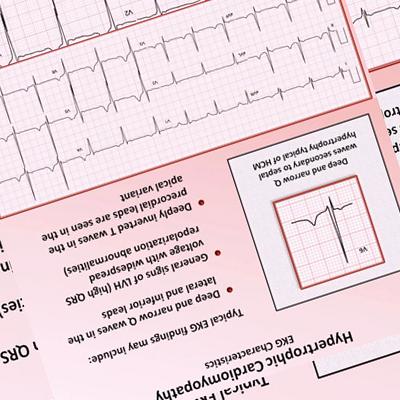 Typical
Hypertrophic Cardiomyopathy
EKG Characteristics
Typical EKG findings may include:
• Deep and narrow Q waves in the
lateral and inferior leads
• General signs of LVH (high QRS
voltage with widespread
repolarization abnormalities)
• Deeply inverted T waves in the
precordial leads are seen in the
apical variant
V6
Deep and narrow Q
waves secondary to septal
hypertrophy typical of HCM
QRS
V2